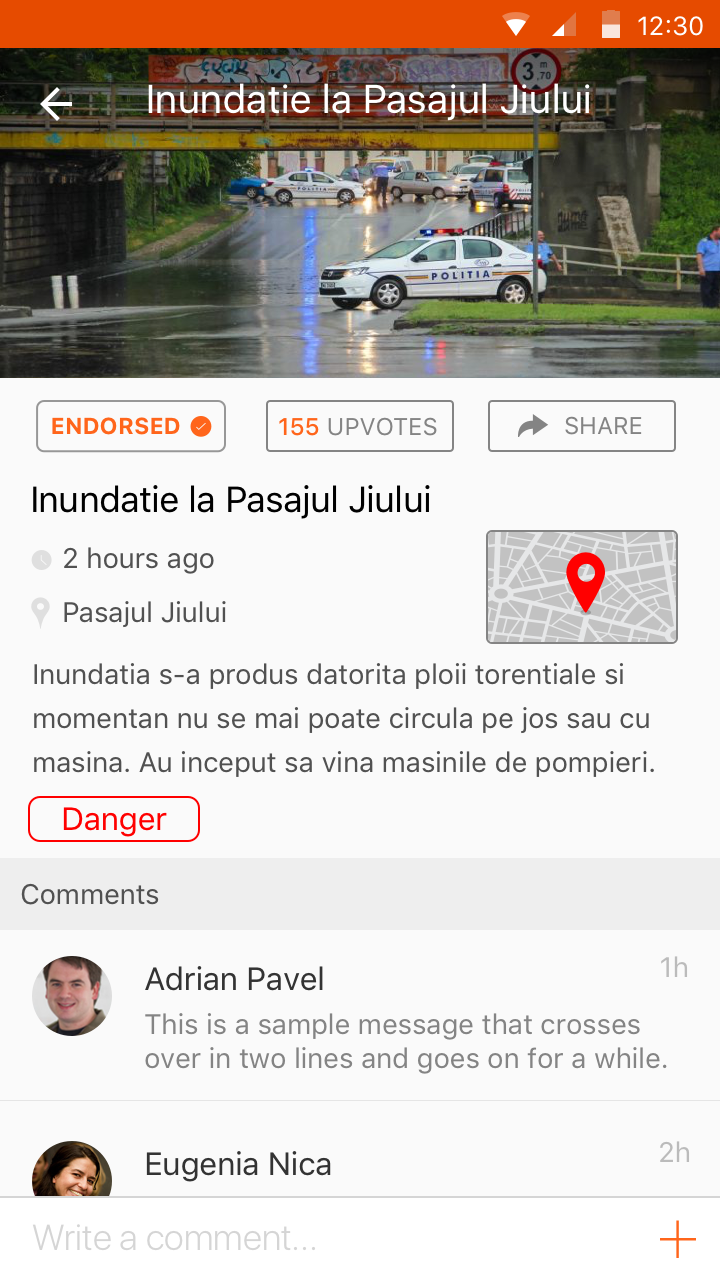 12:30
Inundatie la Pasajul Jiului
3 m ,70
POLITIA
POLITIA
ENDORSED
155 UPVOTES
SHARE
Inundatie la Pasajul Jiului
2 hours ago
Pasajul Jiului
Inundatia s-a produs datorita ploii torentiale si
momentan nu se mai poate circula pe jos sau cu
masina. Au inceput sa vina masinile de pompieri.
Danger
Comments
Adrian Pavel
1h
This is a sample message that crosses
over in two lines and goes on for a while.
Eugenia Nica
2h
Write a comment...